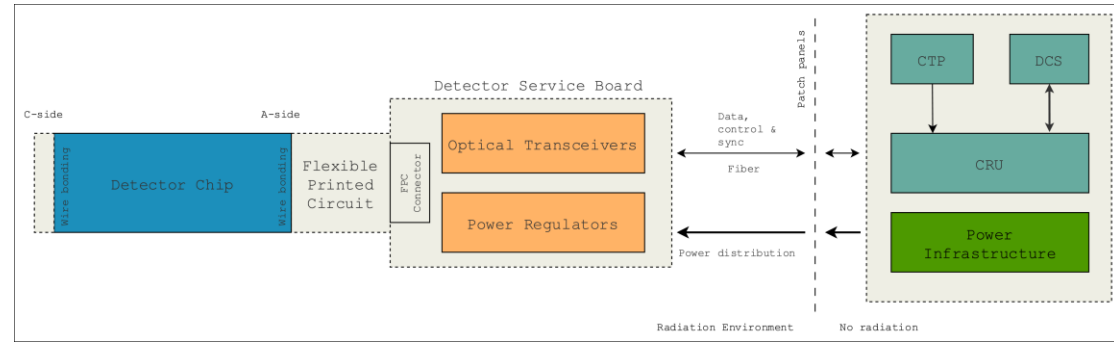 C-side
A-side
Wire bonding
Detector Chip
Wire bonding
Flexible
Printed
Circuit
FPC
Connector
Detector Service Board
Optical Transceivers
Power Regulators
Data,
control &
sync
Fiber
Power distribution
Patch panels
CTP
DCS
CRU
Power
Infrastructure
Radiation Environment
No radiation